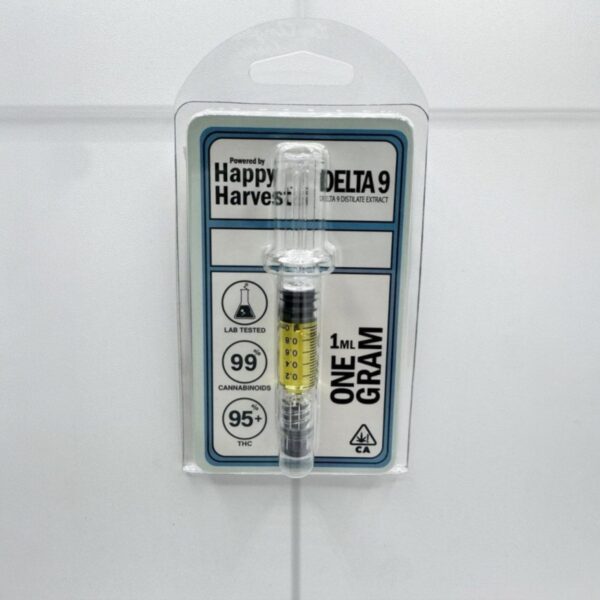 Powered by
Happy
Harvest
DELTA 9
DELTA 9 DISTILATE EXTRACT
LAB TESTED
99%
CANNABINOIDS
95+%
THC
0.8
0.6
0.4
0.2
1ML
ONE
GRAM
CA